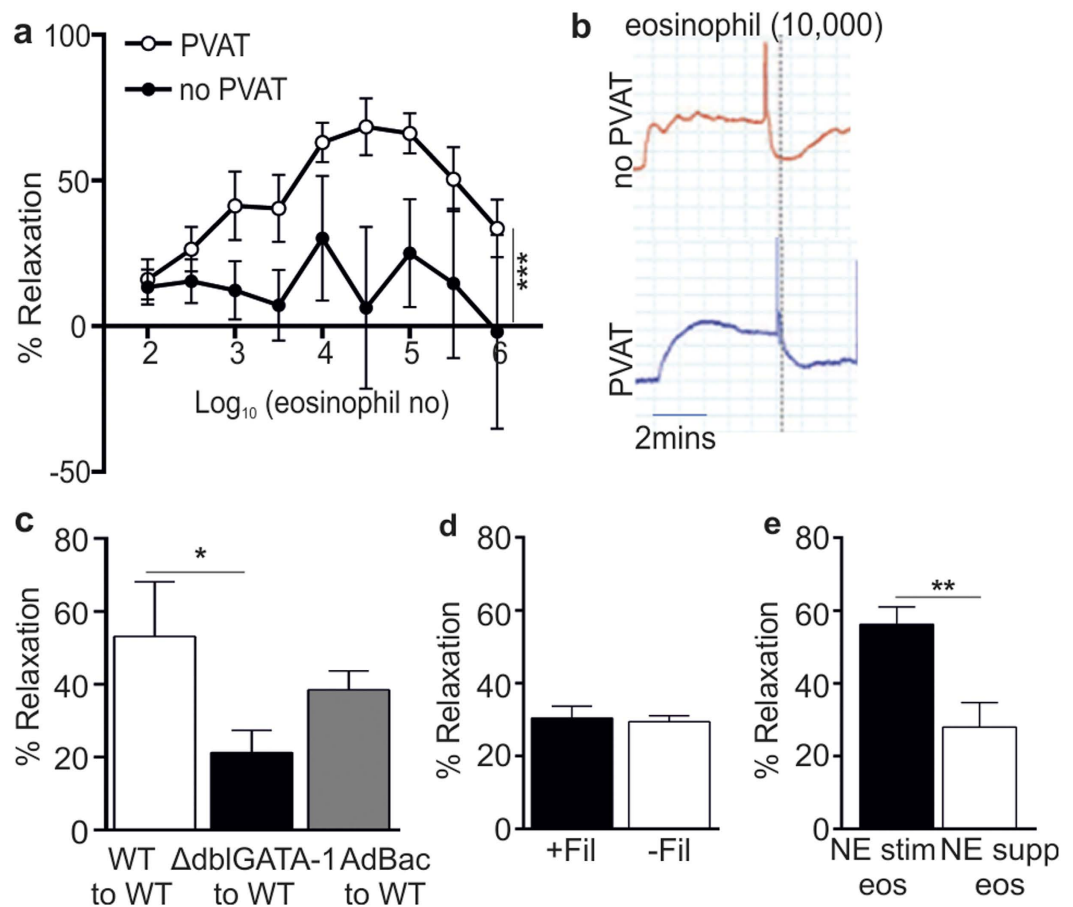 a
100
PVAT
no PVAT
50
0
-50
% Relaxation
2 3 4 5 6
Log10 (eosinophil no)
***
b
eosinophil (10,000)
no PVAT
PVAT
2mins
c
80
60
40
20
0
% Relaxation
*
WT ΔdblGATA-1 AdBac
to WT to WT to WT
d
80
60
40
20
0
% Relaxation
+Fil -Fil
e
80
60
40
20
0
% Relaxation
**
NE stim NE supp
eos eos